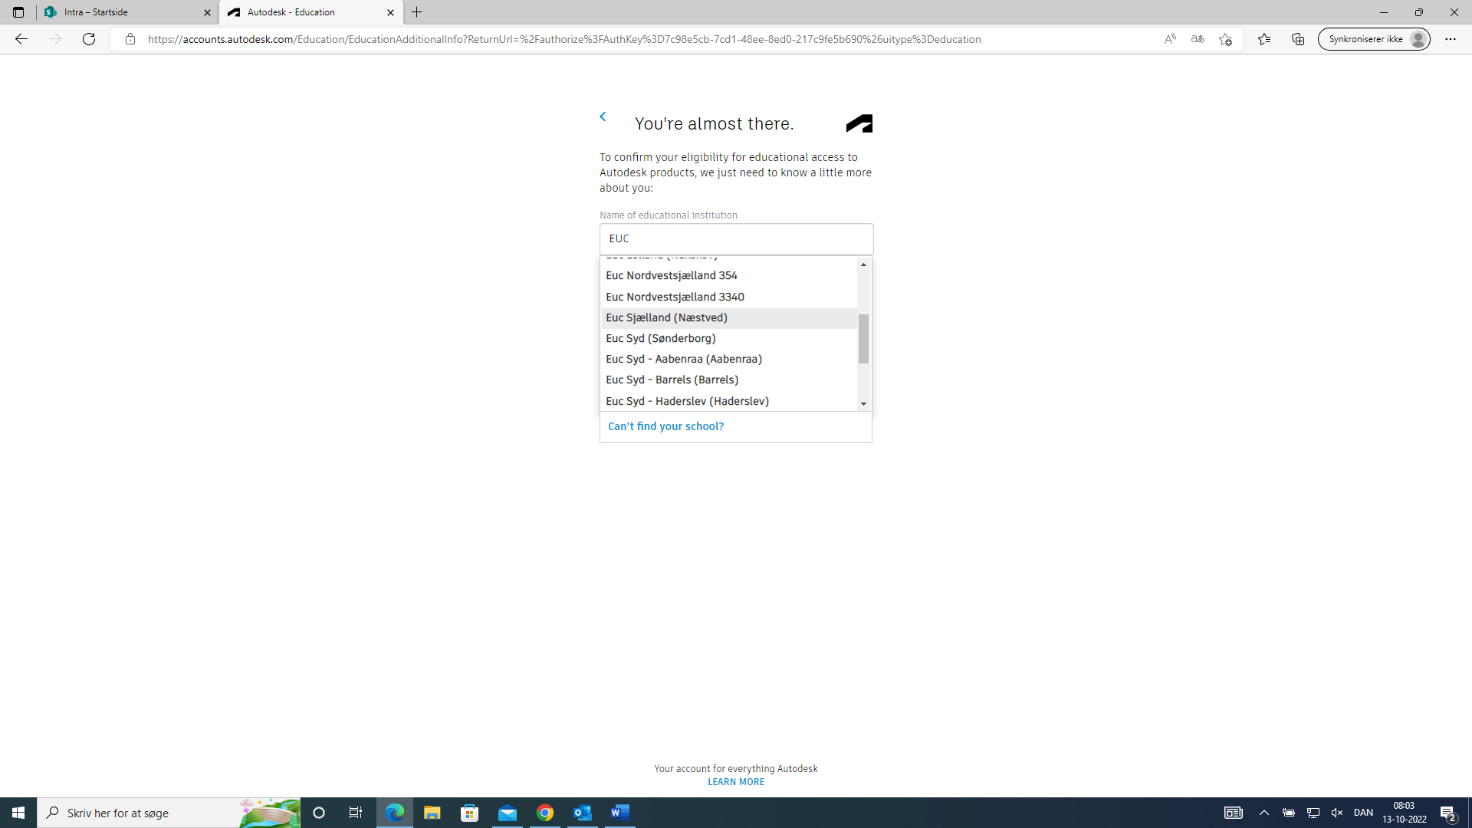 Intra – Startside
Autodesk - Education
https://accounts.autodesk.com/Education/EducationAdditionalInfo?ReturnUrl=%2Fauthorize%3FAuthKey%3D7c98e5cb-7cd1-48ee-8ed0-217c9fe5b690%26uitype%3Deducation
Synkroniserer ikke
You're almost there.
To confirm your eligibility for educational access to
Autodesk products, we just need to know a little more
about you:
Name of educational institution
EUC
Euc Nordvestsjælland 354
Euc Nordvestsjælland 3340
Euc Sjælland (Næstved)
Euc Syd (Sønderborg)
Euc Syd - Aabenraa (Aabenraa)
Euc Syd - Barrels (Barrels)
Euc Syd - Haderslev (Haderslev)
Can't find your school?
Your account for everything Autodesk
LEARN MORE
Skriv her for at søge
DAN
08:03
13-10-2022
2